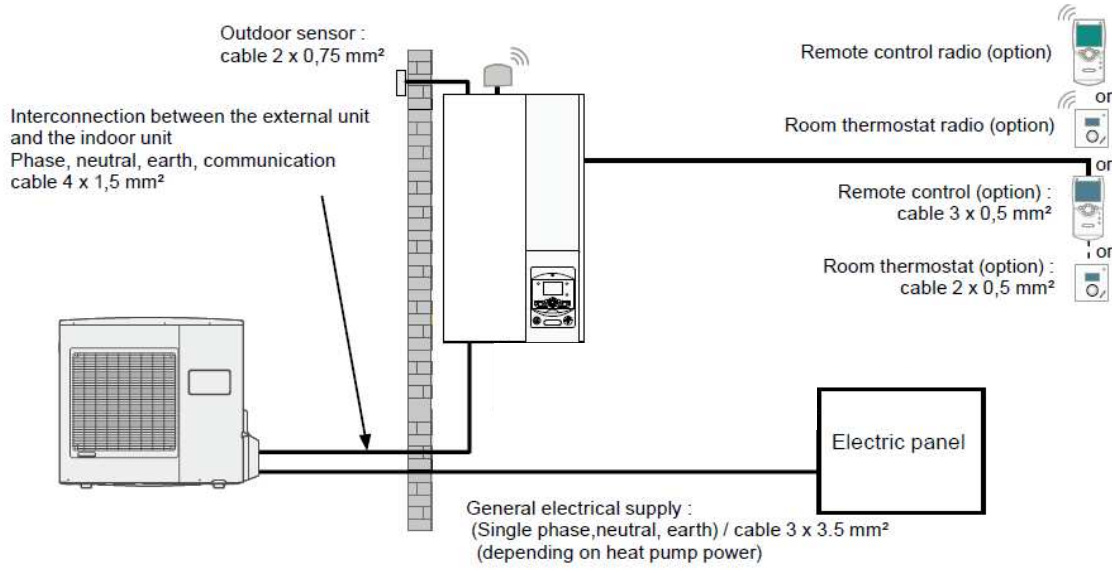 Outdoor sensor :
cable 2 x 0,75 mm²
Interconnection between the external unit
and the indoor unit
Phase, neutral, earth, communication
cable 4 x 1,5 mm²
Remote control radio (option)
or
Room thermostat radio (option)
or
Remote control (option) :
cable 3 x 0,5 mm²
or
Room thermostat (option) :
cable 2 x 0,5 mm²
Electric panel
General electrical supply :
(Single phase,neutral, earth) / cable 3 x 3.5 mm²
(depending on heat pump power)